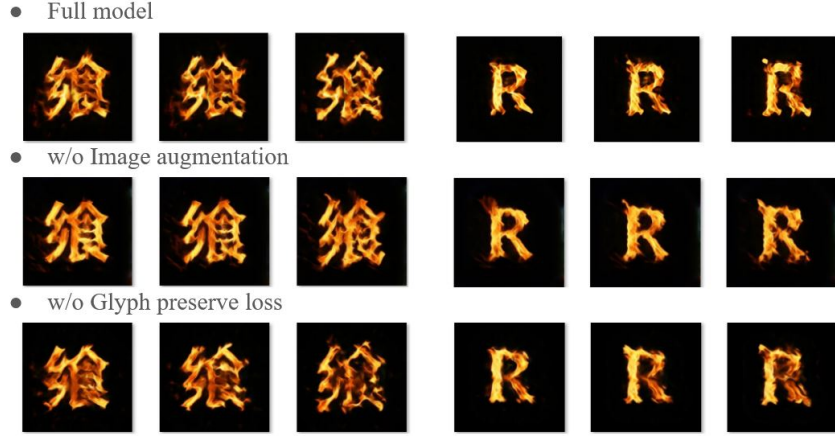 ● Full model
R R R
● w/o Image augmentation
R R R
● w/o Glyph preserve loss
R R R